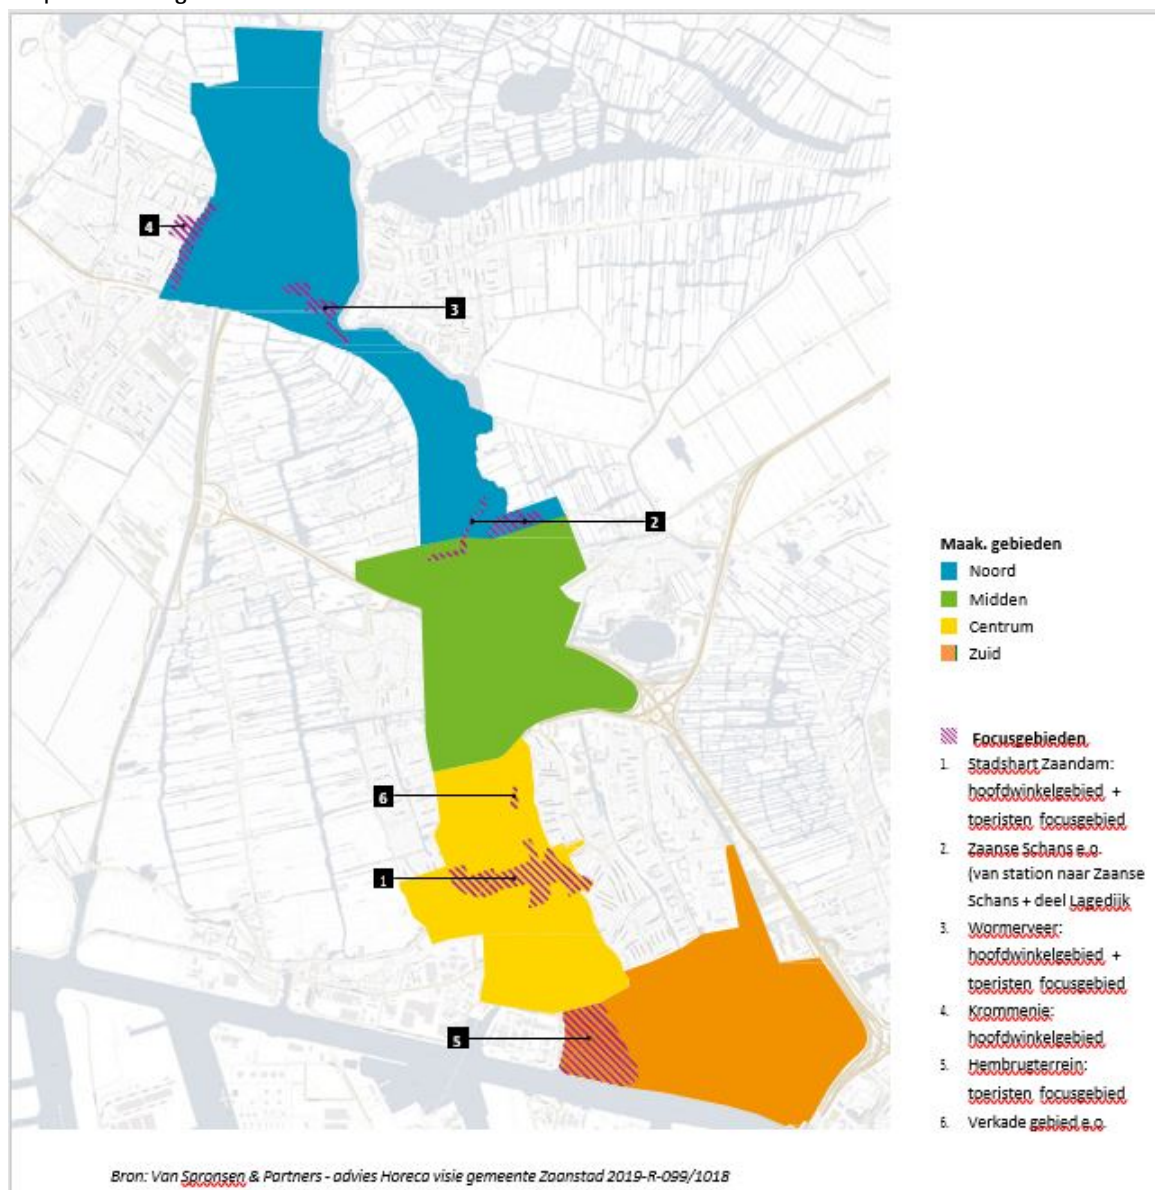 4
3
2
6
1
5
Maak. gebieden
Noord
Midden
Centrum
Zuid
Focusgebieden
1. Stadshart Zaandam:
hoofdwinkelgebied +
toeristen focusgebied
2. Zaanse Schans e.o.
(van station naar Zaanse
Schans + deel Lagedijk
3. Wormerveer:
hoofdwinkelgebied +
toeristen focusgebied
4. Krommenie:
hoofdwinkelgebied
5. Hembrugterrein:
toeristen focusgebied
6. Verkade gebied e.o.
Bron: Van Spronsen & Partners - advies Horeca visie gemeente Zaanstad 2019-R-099/1018